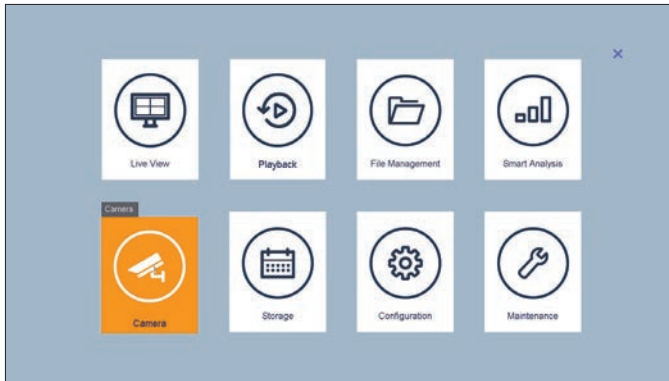 Live View
Playback
File Management
Smart Analysis
Camera
Camera
Storage
Configuration
Maintenance